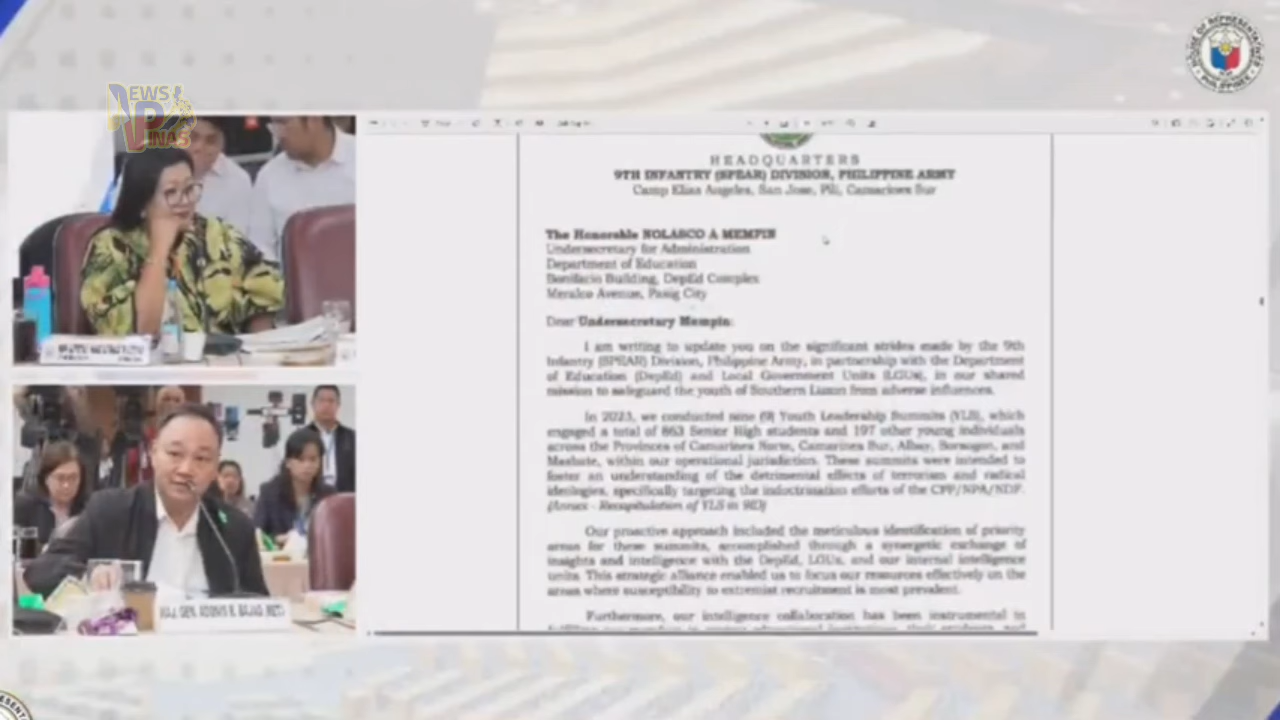 NEWS
PINAS
HOUSE OF REPRESENTATIVES
PHILIPPINES
HEADQUARTERS
9TH INFANTRY (SPEAR) DIVISION, PHILIPPINE ARMY
Camp Elias Angeles, San Jose, Pili, Camarines Sur
The Honorable NOLASCO A MEMPIN
Undersecretary for Administration
Department of Education
Bonifacio Building, DepEd Complex
Meralco Avenue, Pasig City
Dear Undersecretary Mempin:
I am writing to update you on the significant strides made by the 9th
Infantry (SPEAR) Division, Philippine Army, in partnership with the Department
of Education (DepEd) and Local Government Units (LGUs), in our shared
mission to safeguard the youth of Southern Luzon from adverse influences.
In 2023, we conducted nine (9) Youth Leadership Summits (YLS), which
engaged a total of 863 Senior High students and 197 other young individuals
across the Provinces of Camarines Norte, Camarines Sur, Albay, Sorsogon, and
Masbate, within our operational jurisdiction. These summits were intended to
foster an understanding of the detrimental effects of terrorism and radical
ideologies, specifically targeting the indoctrination efforts of the CPP/NPA/NDF.
(Annex - Recapitulation of YLS in 9ID)
Our proactive approach included the meticulous identification of priority
areas for these summits, accomplished through a synergetic exchange of
insights and intelligence with the DepEd, LGUs, and our internal intelligence
units. This strategic alliance enabled us to focus our resources effectively on the
areas where susceptibility to extremist recruitment is most prevalent.
Furthermore, our intelligence collaboration has been instrumental in
MAJ. GEN.